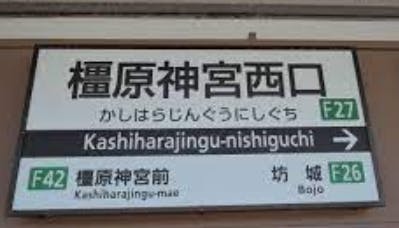 橿原神宮西口
かしはらじんぐうにしぐち F27
Kashiharajingu-nishiguchi →
F42 橿原神宮前 坊城 F26
Kashiharajingu-mae Bojo